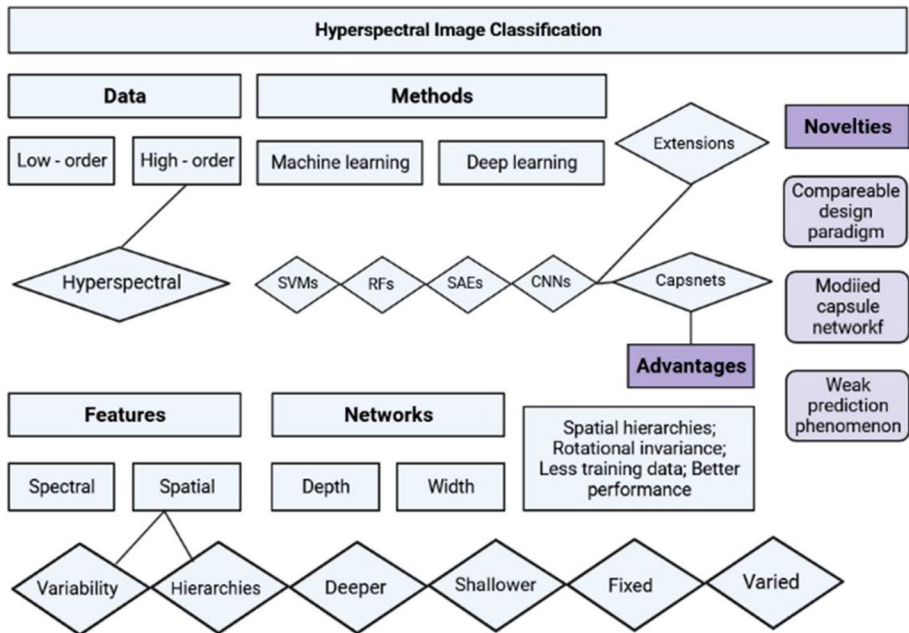 Hyperspectral Image Classification
Data
Methods
Low - order
High - order
Machine learning
Deep learning
Extensions
Novelties
Compareable
design
paradigm
Hyperspectral
SVMs
RFs
SAEs
CNNs
Capsnets
Modiied
capsule
networkf
Advantages
Weak
prediction
phenomenon
Features
Networks
Spatial hierarchies;
Rotational invariance;
Less training data; Better
performance
Spectral
Spatial
Depth
Width
Variability
Hierarchies
Deeper
Shallower
Fixed
Varied